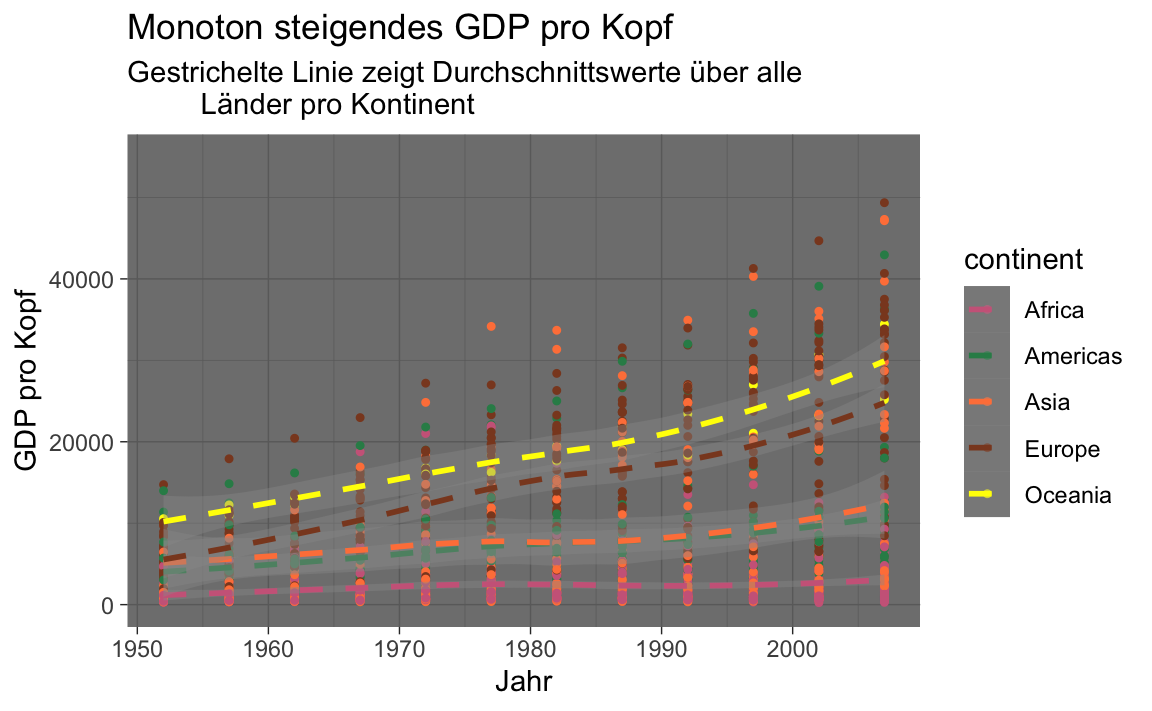 Monoton steigendes GDP pro Kopf
Gestrichelte Linie zeigt Durchschnittswerte über alle
Länder pro Kontinent
GDP pro Kopf
40000
20000
0
1950
1960
1970
1980
1990
2000
Jahr
continent
Africa
Americas
Asia
Europe
Oceania